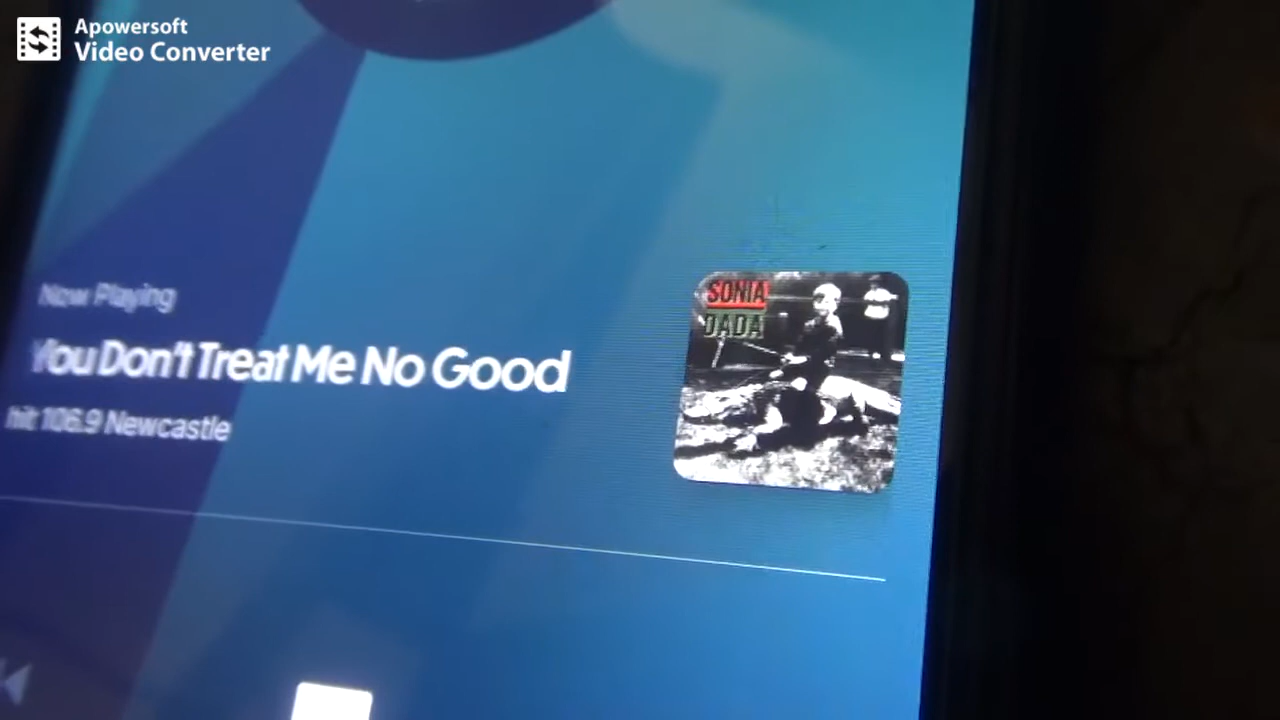 Apowersoft
Video Converter
Now Playing
You Don't Treat Me No Good
hit 106.9 Newcastle
SONIA
DADA